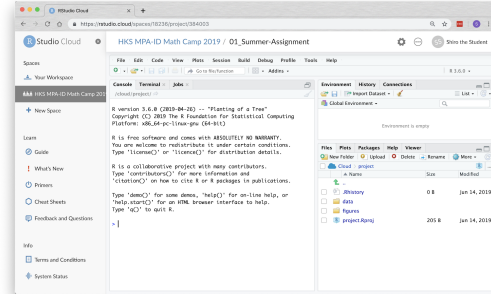 RStudio Cloud
https://rstudio.cloud/spaces/18238/project/384003
R Studio Cloud
HKS MPA-ID Math Camp 2019 / 01_Summer-Assignment
SR Shiro the Student
Spaces
Your Workspace
HKS MPA-ID Math Camp 201
New Space
Learn
Guide
What's New
Primers
Cheat Sheets
Feedback and Questions
Info
Terms and Conditions
System Status
File Edit Code View Plots Session Build Debug Profile Tools Help
Go to file/function
Addins
R 3.6.0
Console Terminal Jobs
/cloud/project/
R version 3.6.0 (2019-04-26) -- "Planting of a Tree"
Copyright (C) 2019 The R Foundation for Statistical Computing
Platform: x86_64-pc-linux-gnu (64-bit)
R is free software and comes with ABSOLUTELY NO WARRANTY.
You are welcome to redistribute it under certain conditions.
Type 'license()' or 'licence()' for distribution details.
R is a collaborative project with many contributors.
Type 'contributors()' for more information and
'citation()' on how to cite R or R packages in publications.
Type 'demo()' for some demos, 'help()' for on-line help, or
'help.start()' for an HTML browser interface to help.
Type 'q()' to quit R.
>
Environment History Connections
Import Dataset
List
Global Environment
Environment is empty
Files Plots Packages Help Viewer
New Folder Upload Delete Rename More
Cloud project
Name Size Modified
..
.Rhistory 0 B Jun 14, 2019
data
figures
project.Rproj 205 B Jun 14, 2019